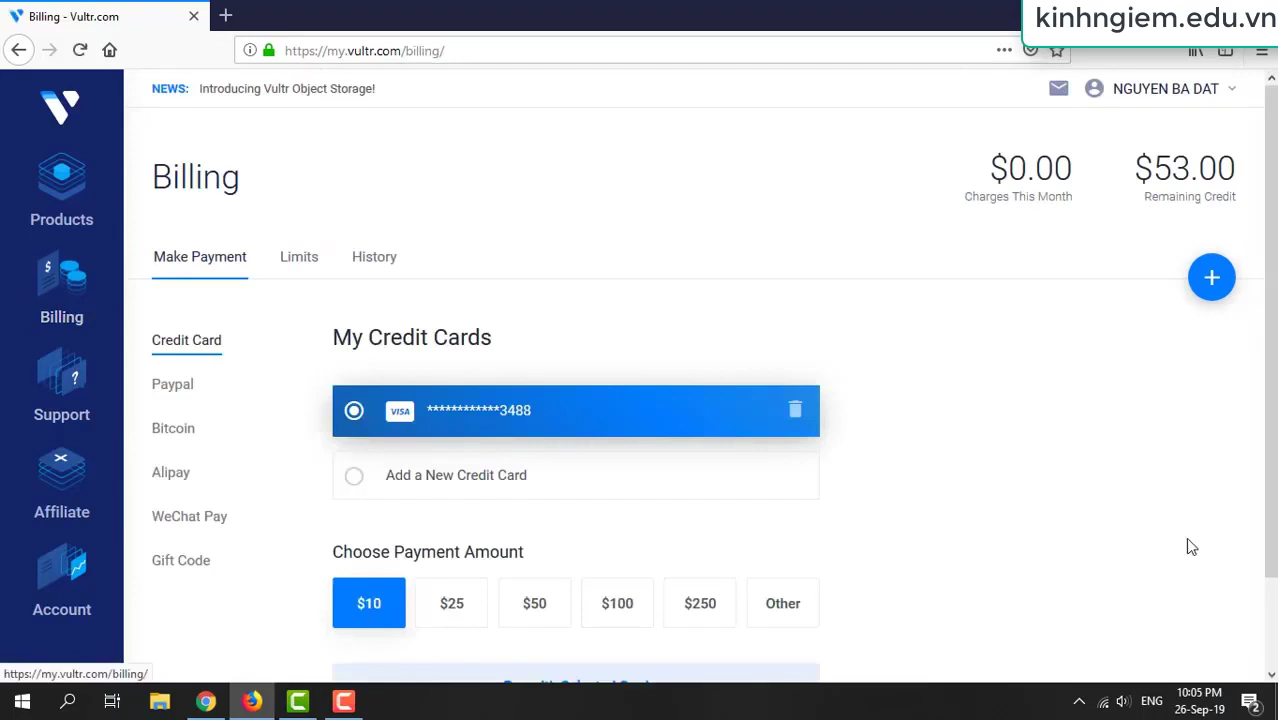 Billing - Vultr.com
kinhngiem.edu.vn
https://my.vultr.com/billing/
NEWS: Introducing Vultr Object Storage!
NGUYEN BA DAT
Billing
$0.00
Charges This Month
$53.00
Remaining Credit
Products
Billing
Support
Affiliate
Account
Make Payment
Limits
History
+
Credit Card
Paypal
Bitcoin
Alipay
WeChat Pay
Gift Code
My Credit Cards
VISA ************3488
Add a New Credit Card
Choose Payment Amount
$10
$25
$50
$100
$250
Other
https://my.vultr.com/billing/
ENG
10:05 PM
26-Sep-19
2